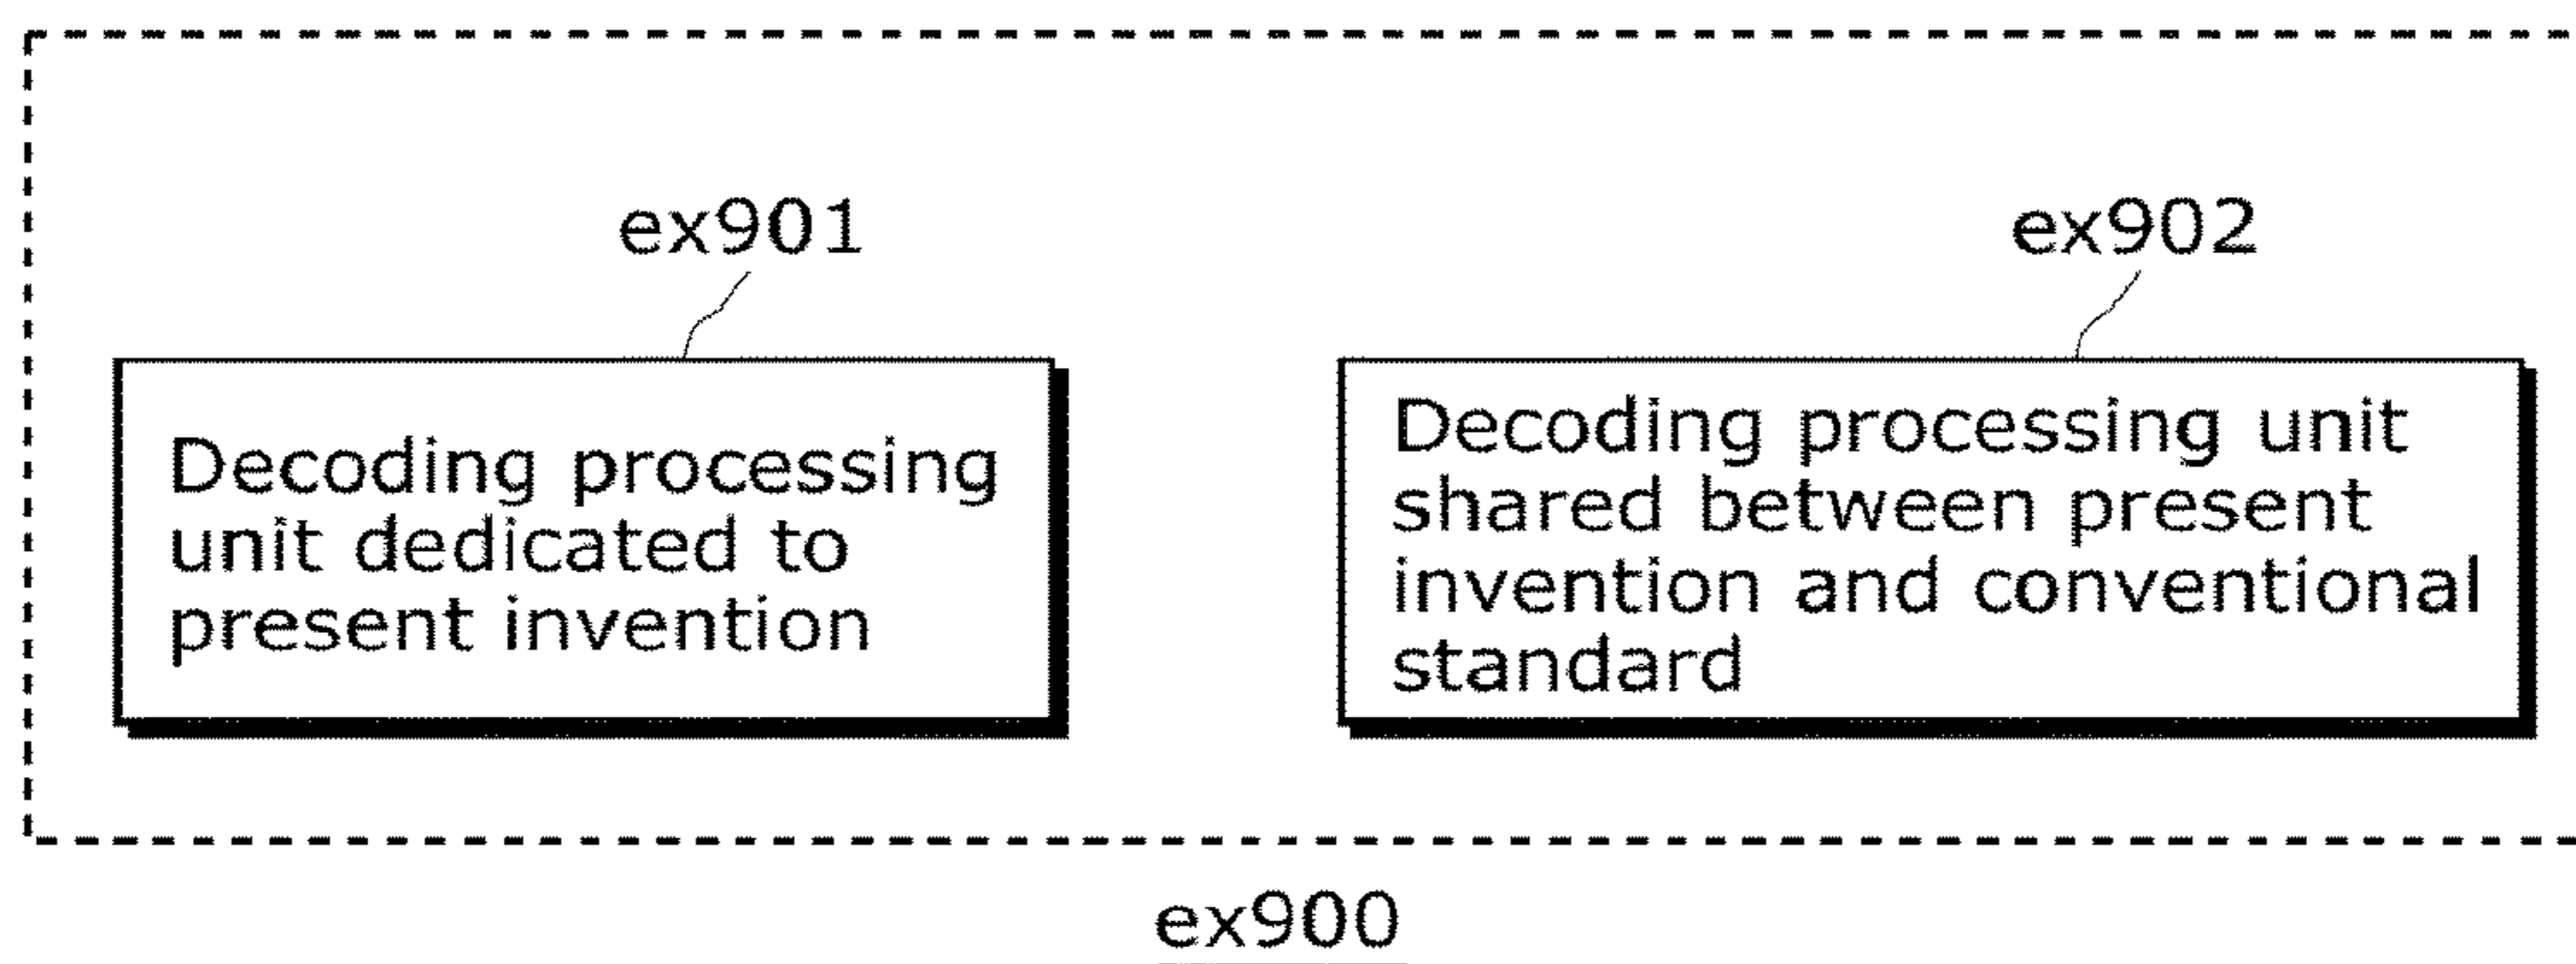 ex901
ex902
Decoding processing
unit dedicated to
present invention
Decoding processing unit
shared between present
invention and conventional
standard
ex900